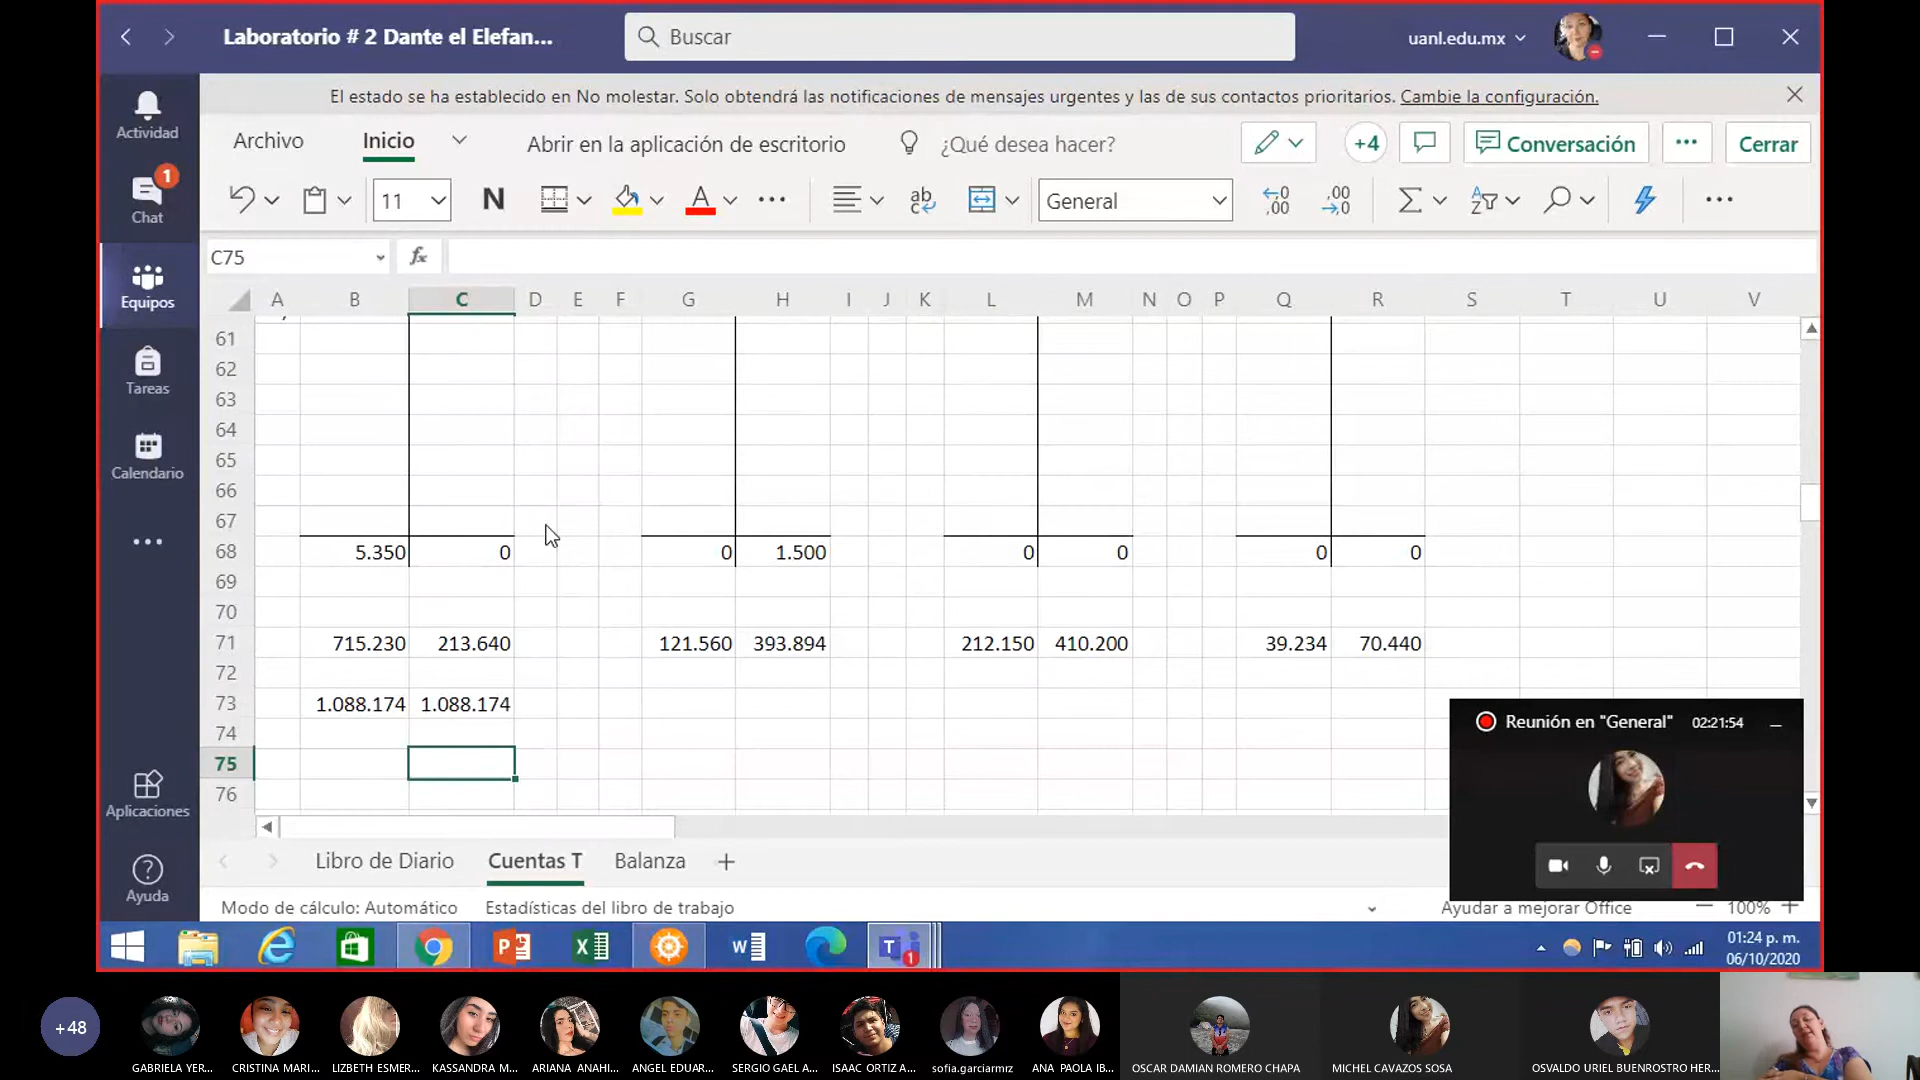 Laboratorio # 2 Dante el Elefan...
Buscar
uanl.edu.mx
El estado se ha establecido en No molestar. Solo obtendrá las notificaciones de mensajes urgentes y las de sus contactos prioritarios. Cambie la configuración.
Actividad
1
Chat
Equipos
Tareas
Calendario
Aplicaciones
Ayuda
Archivo Inicio Abrir en la aplicación de escritorio ¿Qué desea hacer? +4 Conversación Cerrar
11 N A ab General
C75 fx
A B C D E F G H I J K L M N O P Q R S T U V
61
62
63
64
65
66
67
68 5.350 0 0 1.500 0 0 0 0
69
70
71 715.230 213.640 121.560 393.894 212.150 410.200 39.234 70.440
72
73 1.088.174 1.088.174
74
75
76
Reunión en "General" 02:21:54
Libro de Diario Cuentas T Balanza
Modo de cálculo: Automático Estadísticas del libro de trabajo Ayudar a mejorar Office 100%
01:24 p. m.
06/10/2020
+48
GABRIELA YER... CRISTINA MARI... LIZBETH ESMER... KASSANDRA M... ARIANA ANAHI... ANGEL EDUAR... SERGIO GAEL A... ISAAC ORTIZ A... sofia.garciarmrz ANA PAOLA IB... OSCAR DAMIAN ROMERO CHAPA MICHEL CAVAZOS SOSA OSVALDO URIEL BUENROSTRO HER...